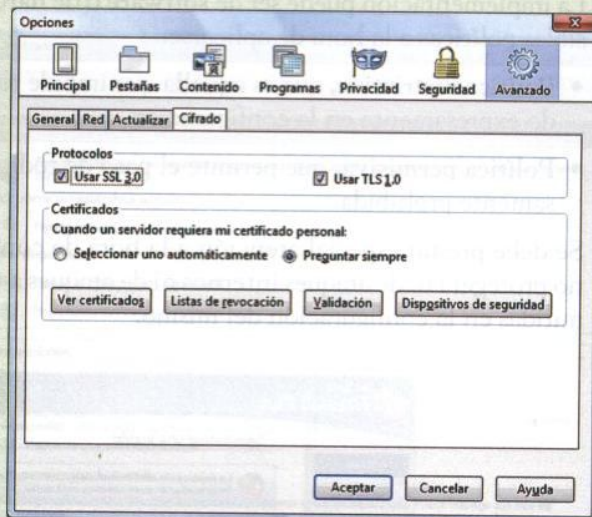 Opciones
Principal Pestañas Contenido Programas Privacidad Seguridad Avanzado
General Red Actualizar Cifrado
Protocolos
Usar SSL 3.0 Usar TLS 1.0
Certificados
Cuando un servidor requiera mi certificado personal:
Seleccionar uno automáticamente Preguntar siempre
Ver certificados Listas de revocación Validación Dispositivos de seguridad
Aceptar Cancelar Ayuda